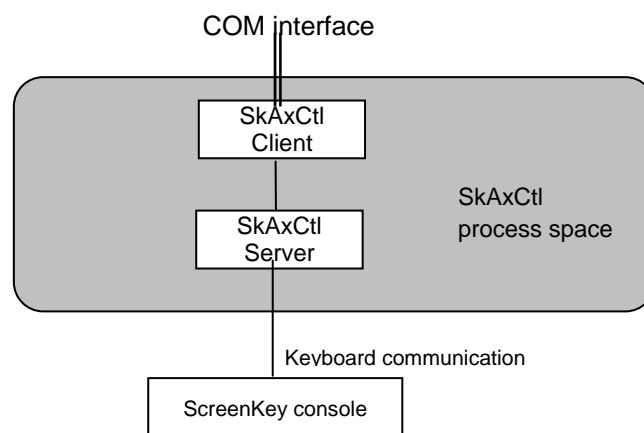 COM interface
SkAxCtl
Client
SkAxCtl
process space
SkAxCtl
Server
Keyboard communication
ScreenKey console